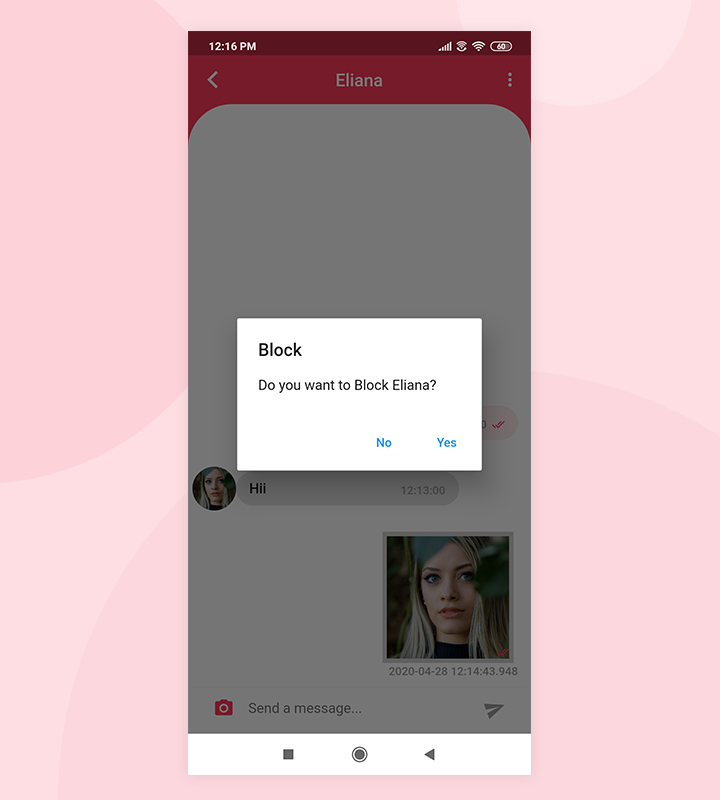 12:16 PM
60
Eliana
Block
Do you want to Block Eliana?
No
Yes
Hii
12:13:00
2020-04-28 12:14:43.948
Send a message...